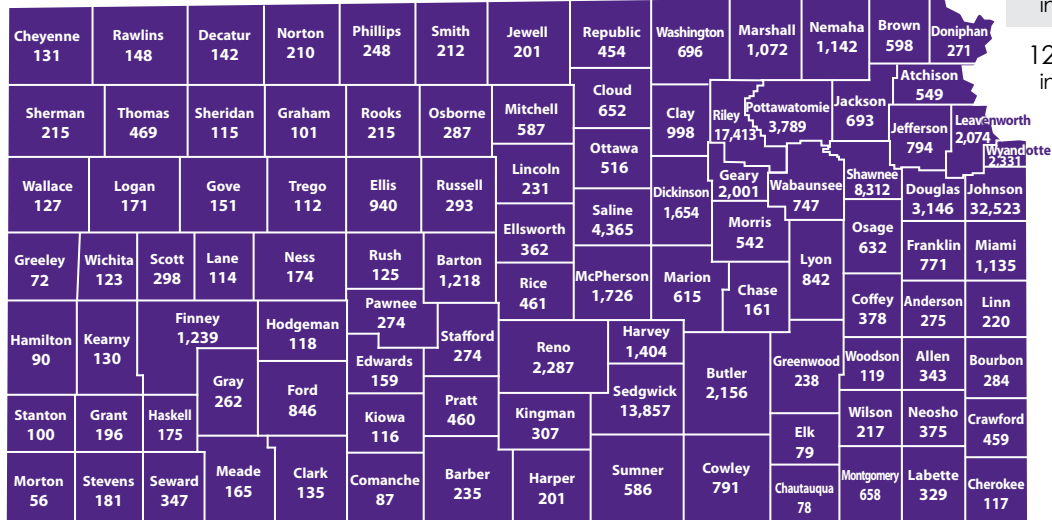 Cheyenne
131
Rawlins
148
Decatur
142
Norton
210
Phillips
248
Smith
212
Jewell
201
Republic
454
Washington
696
Marshall
1,072
Nemaha
1,142
Brown
598
Doniphan
271
in
12
in
Sherman
215
Thomas
469
Sheridan
115
Graham
101
Rooks
215
Osborne
287
Mitchell
587
Cloud
652
Clay
998
Riley
17,413
Pottawatomie
3,789
Jackson
693
Atchison
549
Jefferson
794
Leavenworth
2,074
Wyandotte
2,331
Wallace
127
Logan
171
Gove
151
Trego
112
Ellis
940
Russell
293
Lincoln
231
Ottawa
516
Saline
4,365
Dickinson
1,654
Geary
2,001
Wabaunsee
747
Shawnee
8,312
Douglas
3,146
Johnson
32,523
Greeley
72
Wichita
123
Scott
298
Lane
114
Ness
174
Rush
125
Barton
1,218
Ellsworth
362
Rice
461
McPherson
1,726
Marion
615
Morris
542
Chase
161
Lyon
842
Osage
632
Franklin
771
Miami
1,135
Hamilton
90
Kearny
130
Finney
1,239
Hodgeman
118
Pawnee
274
Edwards
159
Stafford
274
Reno
2,287
Harvey
1,404
Sedgwick
13,857
Butler
2,156
Greenwood
238
Coffey
378
Anderson
275
Linn
220
Woodson
119
Allen
343
Bourbon
284
Stanton
100
Grant
196
Haskell
175
Gray
262
Ford
846
Kiowa
116
Pratt
460
Kingman
307
Elk
79
Wilson
217
Neosho
375
Crawford
459
Morton
56
Stevens
181
Seward
347
Meade
165
Clark
135
Comanche
87
Barber
235
Harper
201
Sumner
586
Cowley
791
Chautauqua
78
Montgomery
658
Labette
329
Cherokee
117